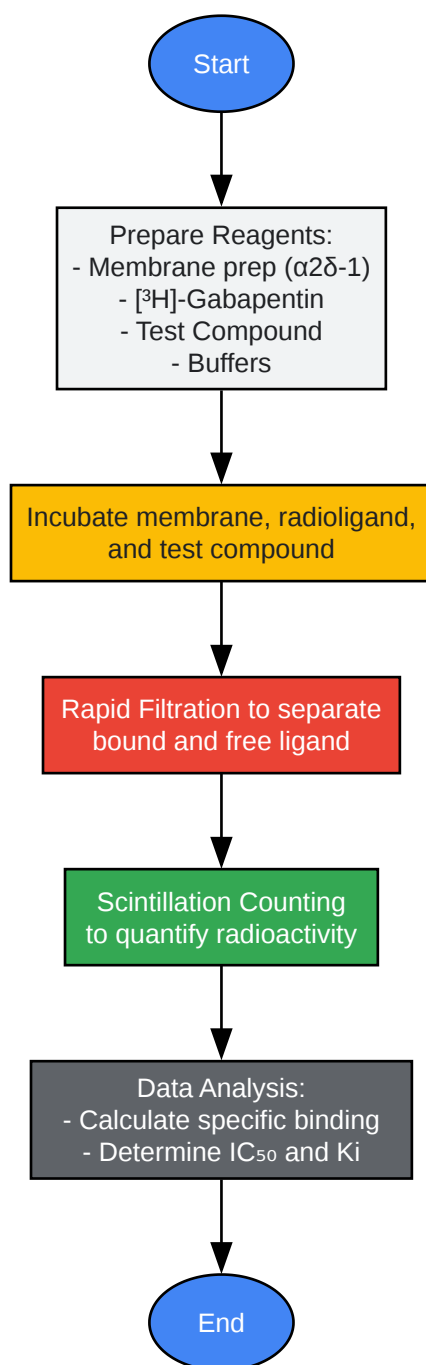 Start
Prepare Reagents:
- Membrane prep (α2δ-1)
- [³H]-Gabapentin
- Test Compound
- Buffers
Incubate membrane, radioligand,
and test compound
Rapid Filtration to separate
bound and free ligand
Scintillation Counting
to quantify radioactivity
Data Analysis:
- Calculate specific binding
- Determine IC₅₀ and Ki
End